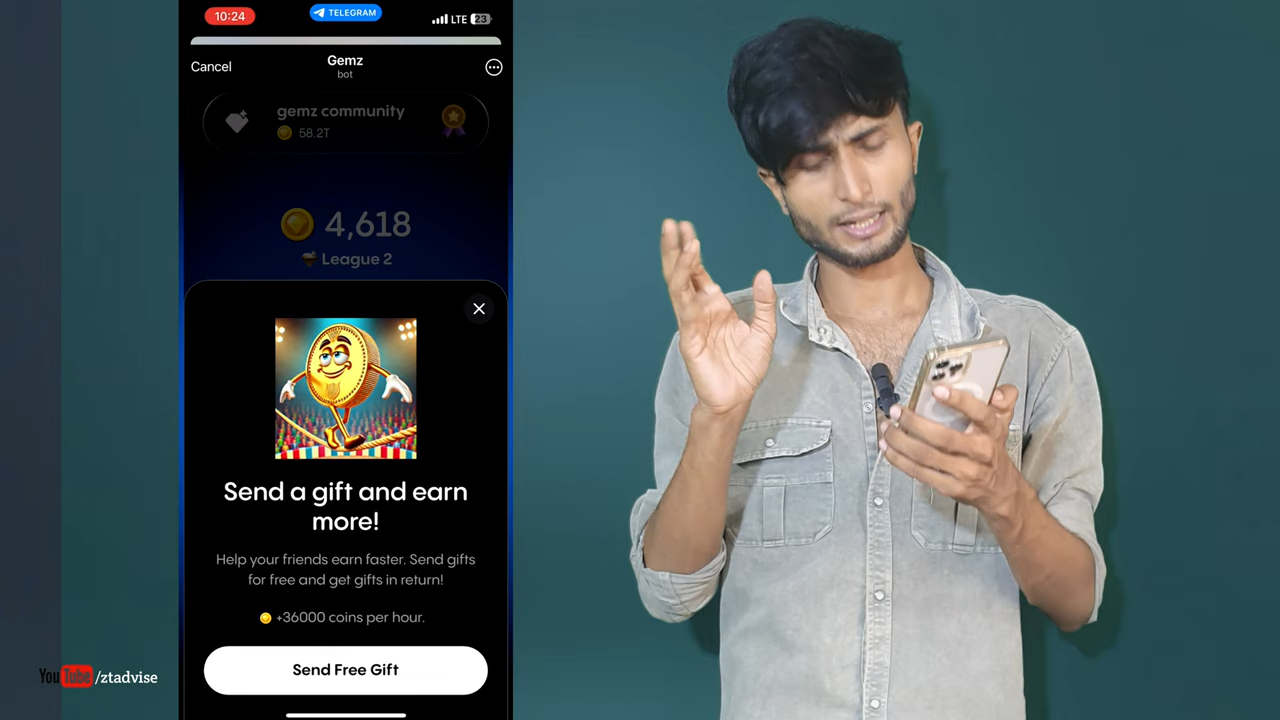 10:24
TELEGRAM
LTE 23
Cancel
Gemz
bot
gemz community
58.2T
4,618
League 2
Send a gift and earn
more!
Help your friends earn faster. Send gifts
for free and get gifts in return!
+36000 coins per hour.
Send Free Gift
YouTube/ztadvise